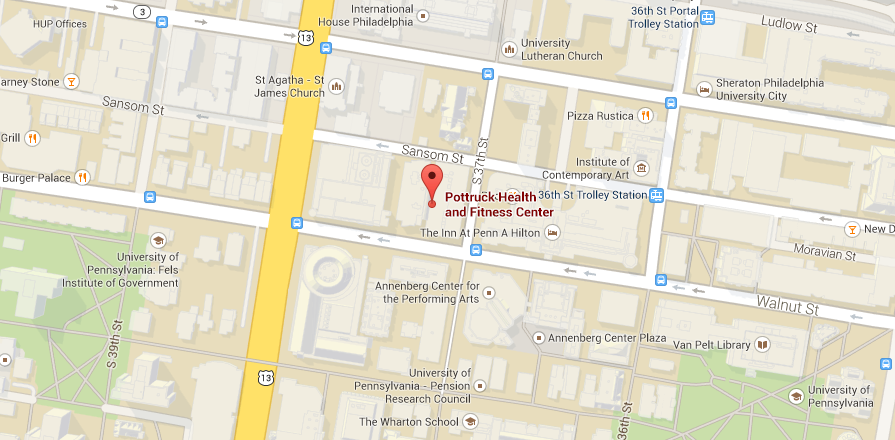 International
House Philadelphia
36th St Portal
Trolley Station
3
HUP Offices
Ludlow St
13
University
Lutheran Church
St Agatha - St
James Church
Sheraton Philadelphia
University City
arney Stone
Sansom St
Pizza Rustica
Grill
Sansom St
S 37th St
Institute of
Contemporary Art
Burger Palace
Pottruck Health
and Fitness Center
36th St Trolley Station
The Inn At Penn A Hilton
New D
Moravian St
University of
Pennsylvania: Fels
Institute of Government
Annenberg Center for
the Performing Arts
Walnut St
S 39th St
Annenberg Center Plaza
Van Pelt Library
13
University of
Pennsylvania - Pension
Research Council
University of
Pennsylvania
The Wharton School
36th St